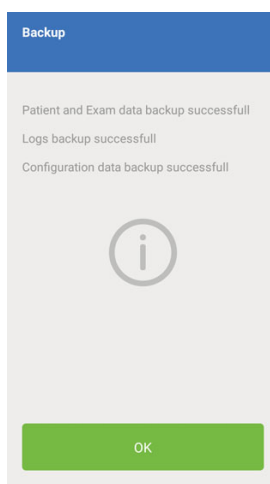 Backup
Patient and Exam data backup successfull
Logs backup successfull
Configuration data backup successfull
i
OK